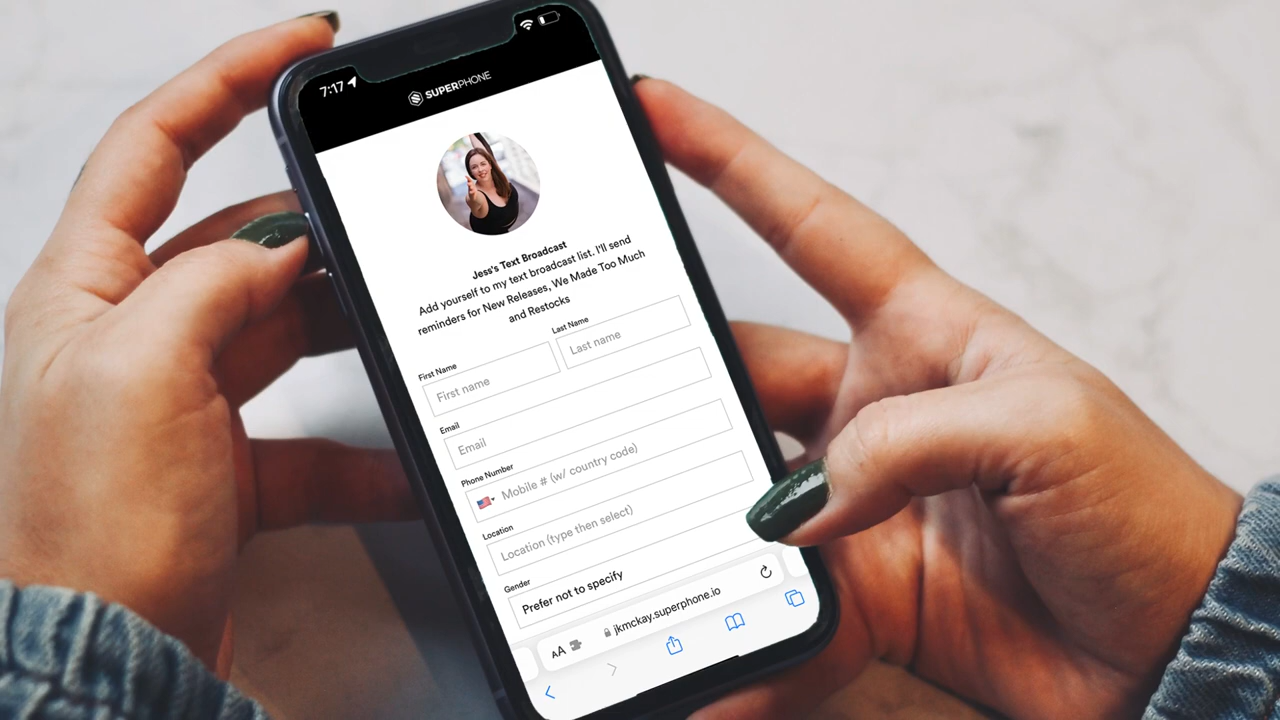 7:17
SUPERPHONE
Jess's Text Broadcast
Add yourself to my text broadcast list. I'll send
reminders for New Releases, We Made Too Much
and Restocks
First Name
Last Name
First name
Last name
Email
Email
Phone Number
Mobile # (w/ country code)
Location
Location (type then select)
Gender
Prefer not to specify
AA
jkmckay.superphone.io